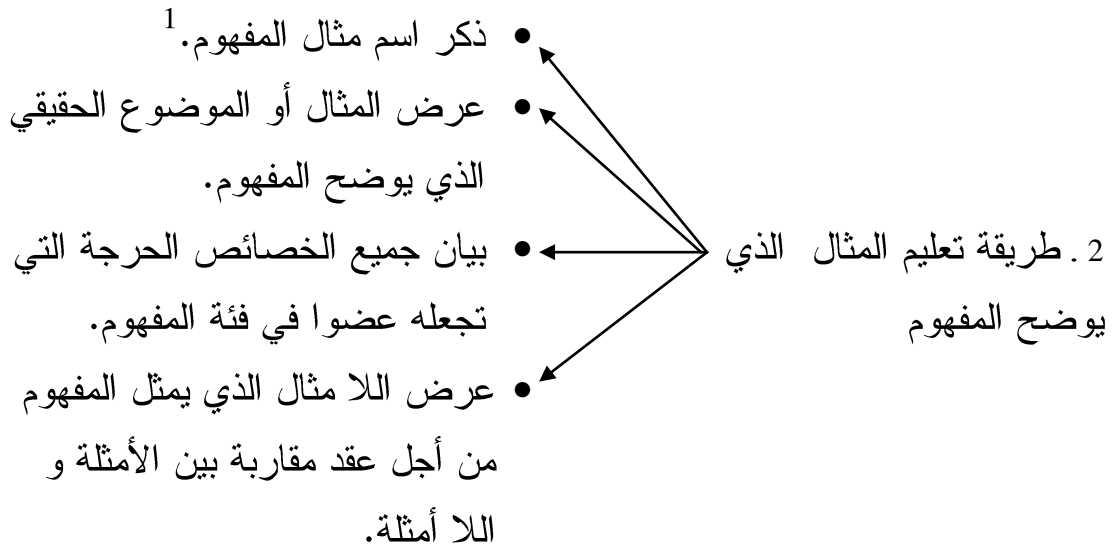 2. طريقة تعليم المثال الذي
يوضح المفهوم
• ذكر اسم مثال المفهوم.1
• عرض المثال أو الموضوع الحقيقي
الذي يوضح المفهوم.
• بيان جميع الخصائص الحرجة التي
تجعله عضوا في فئة المفهوم.
• عرض اللا مثال الذي يمثل المفهوم
من أجل عقد مقاربة بين الأمثلة و
اللا أمثلة.